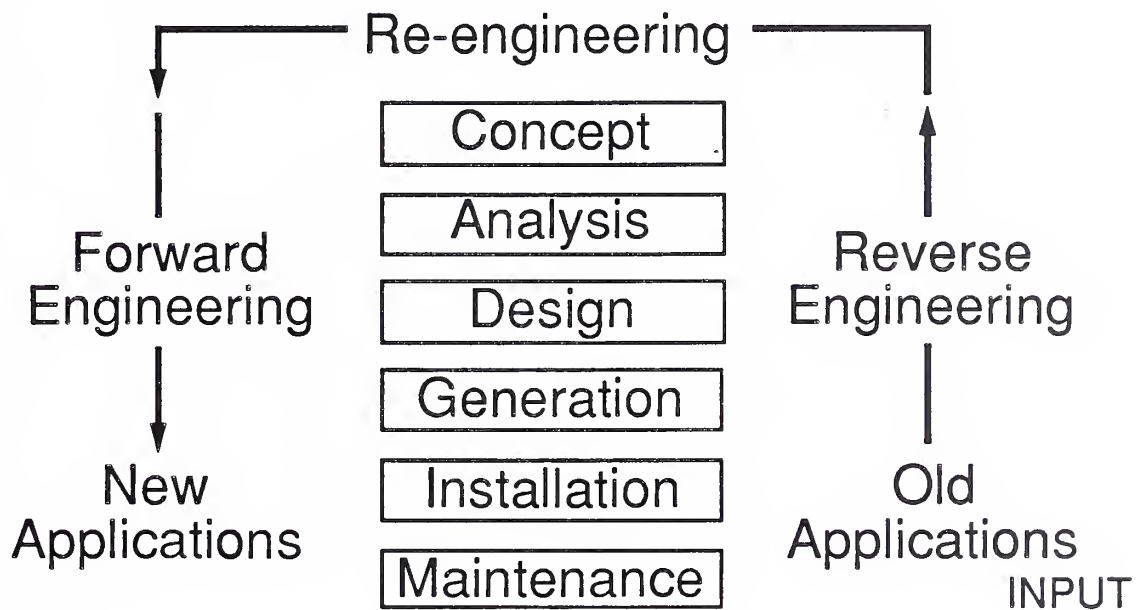 Re-engineering
Concept
Analysis
Forward
Engineering
Reverse
Engineering
Design
Generation
New
Applications
Installation
Old
Applications
Maintenance
INPUT